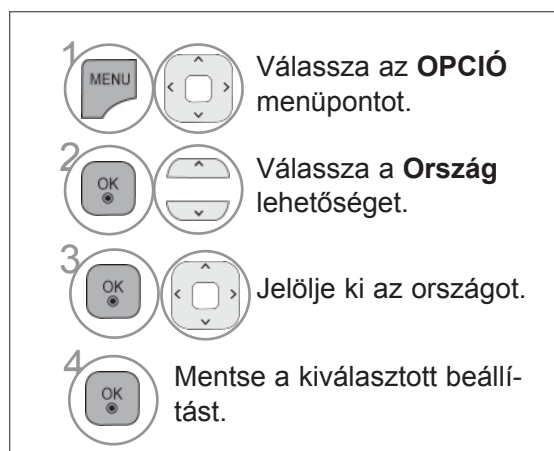 1
MENU
Válassza az OPCIÓ
menüpontot.
2
OK
Válassza a Ország
lehetőséget.
3
OK
Jelölje ki az országot.
4
OK
Mentse a kiválasztott beállí-
tást.